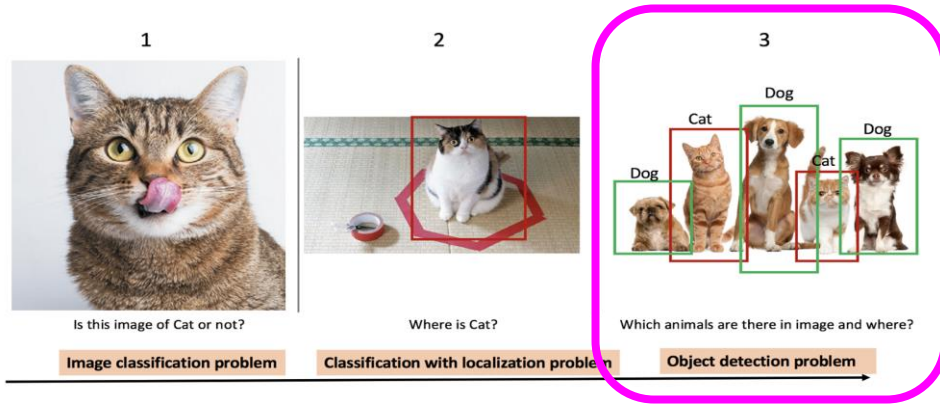 1
2
3
Dog
Cat
Dog
Cat
Dog
Is this image of Cat or not?
Where is Cat?
Which animals are there in image and where?
Image classification problem
Classification with localization problem
Object detection problem